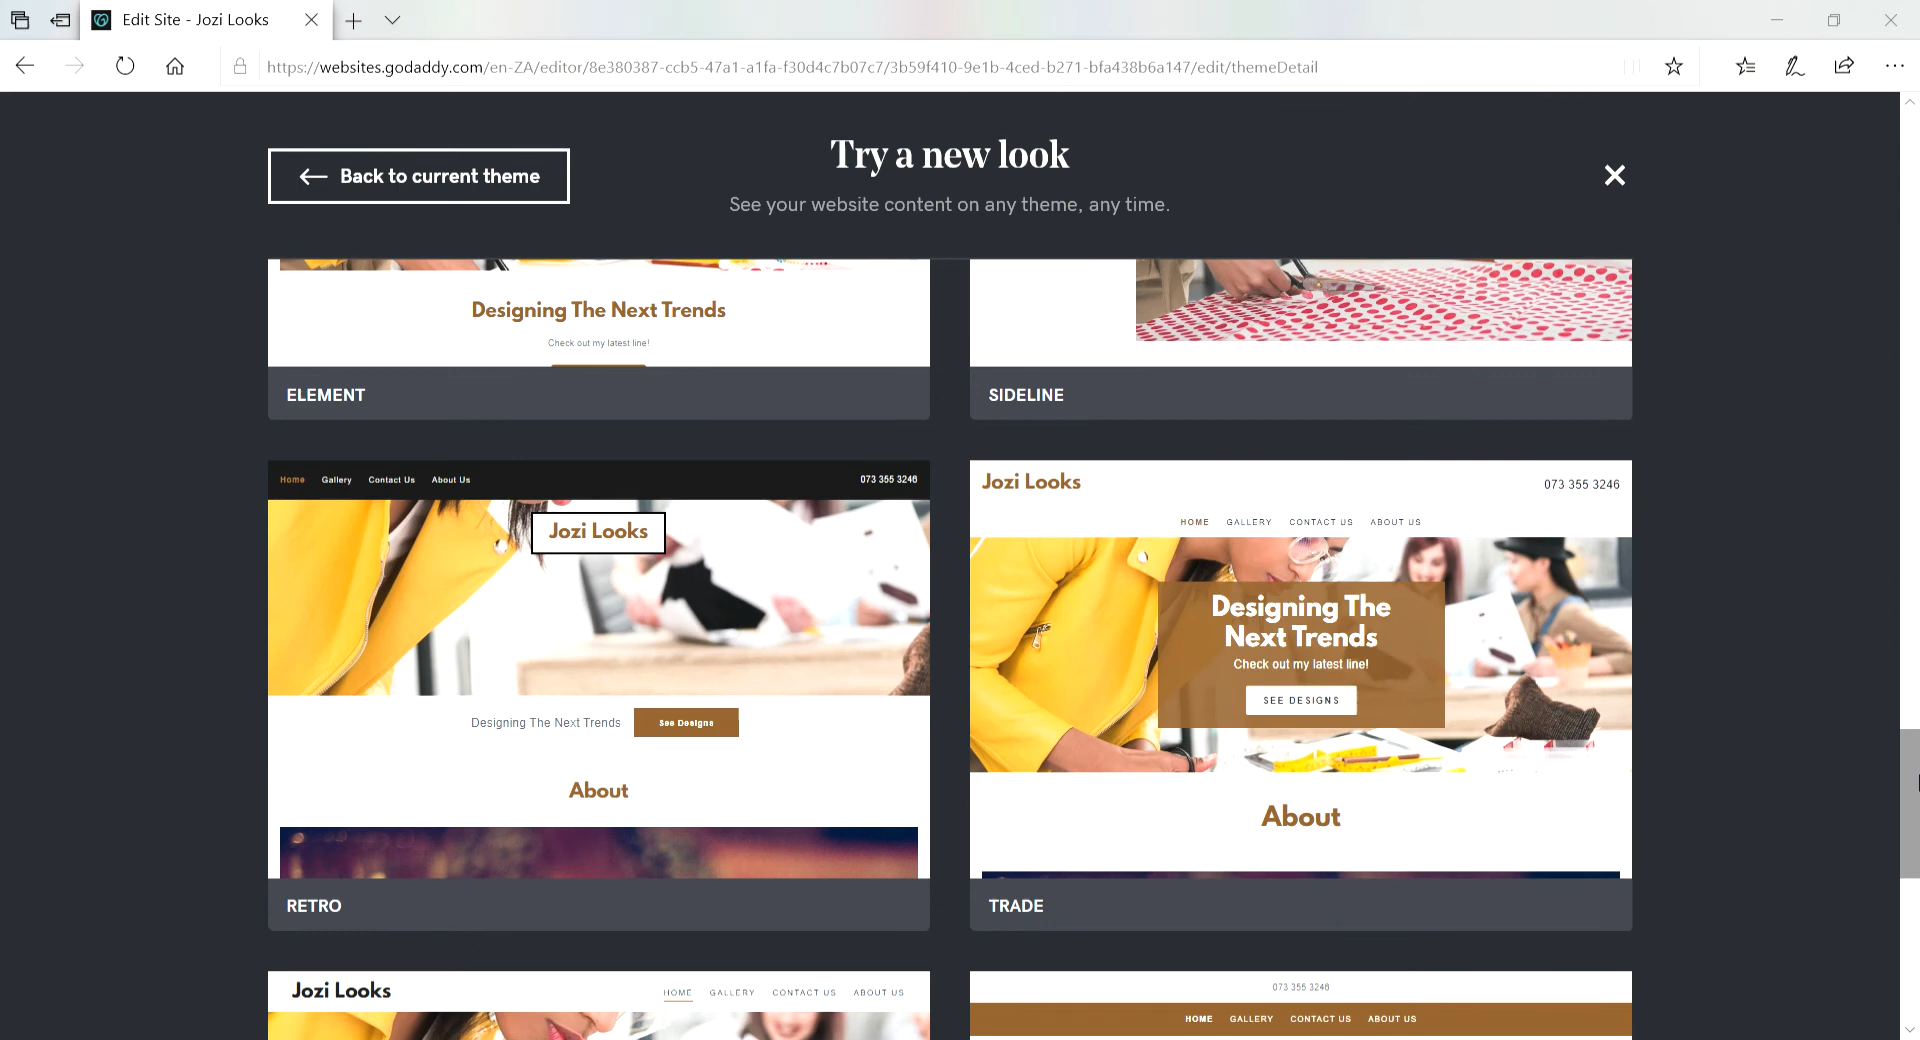 Edit Site - Jozi Looks
https://websites.godaddy.com/en-ZA/editor/8e380387-ccb5-47a1-a1fa-f30d4c7b07c7/3b59f410-9e1b-4ced-b271-bfa438b6a147/edit/themeDetail
Back to current theme
Try a new look
See your website content on any theme, any time.
Designing The Next Trends
Check out my latest line!
ELEMENT
SIDELINE
Home Gallery Contact Us About Us 073 355 3246
Jozi Looks
Designing The Next Trends See Designs
About
RETRO
Jozi Looks 073 355 3246
HOME GALLERY CONTACT US ABOUT US
Designing The
Next Trends
Check out my latest line!
SEE DESIGNS
About
TRADE
Jozi Looks HOME GALLERY CONTACT US ABOUT US
073 355 3246
HOME GALLERY CONTACT US ABOUT US